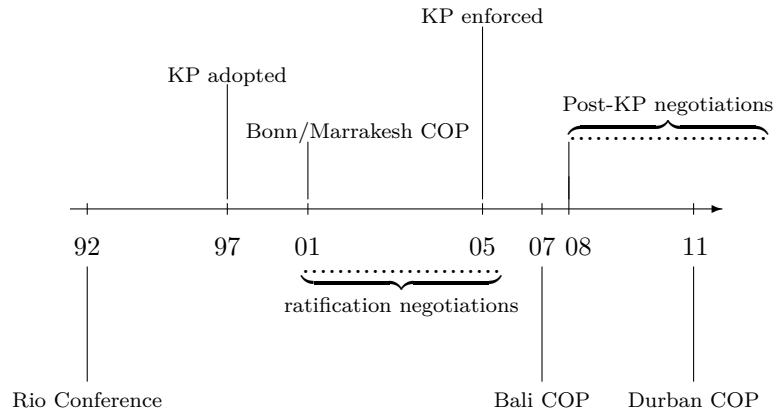 KP enforced
KP adopted
Post-KP negotiations
Bonn/Marrakesh COP
92 97 01 05 07 08 11
ratification negotiations
Rio Conference Bali COP Durban COP